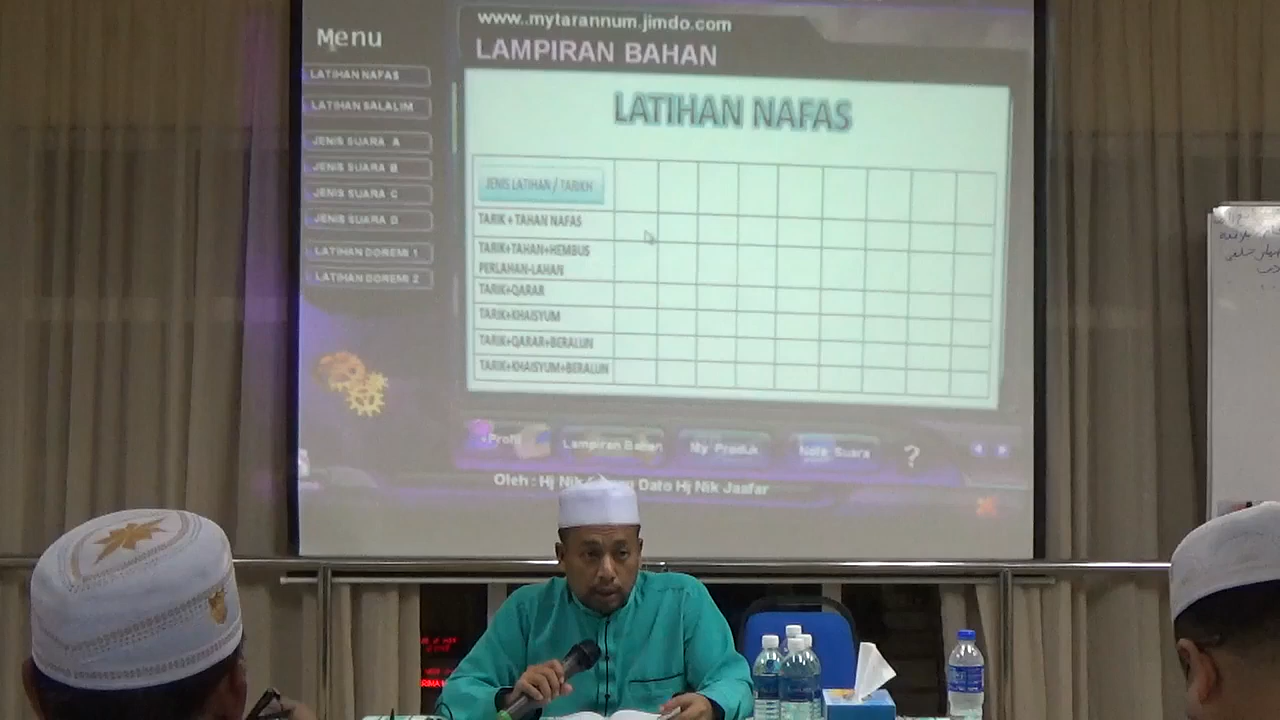 www..mytarannum.jimdo.com
Menu
LAMPIRAN BAHAN
LATIHAN NAFAS
LATIHAN SALALIM
JENIS SUARA A
JENIS SUARA B
JENIS SUARA C
JENIS SUARA D
LATIHAN DOREMI 1
LATIHAN DOREMI 2
LATIHAN NAFAS
JENIS LATIHAN / TARIKH
TARIK + TAHAN NAFAS
TARIK+TAHAN+HEMBUS
PERLAHAN-LAHAN
TARIK+QARAR
TARIK+KHAISYUM
TARIK+QARAR+BERALUN
TARIK+KHAISYUM+BERALUN
Profil
Lampiran Bahan
My Produk
Nota Suara
?
Oleh : Hj Nik Dato Hj Nik Jaafar